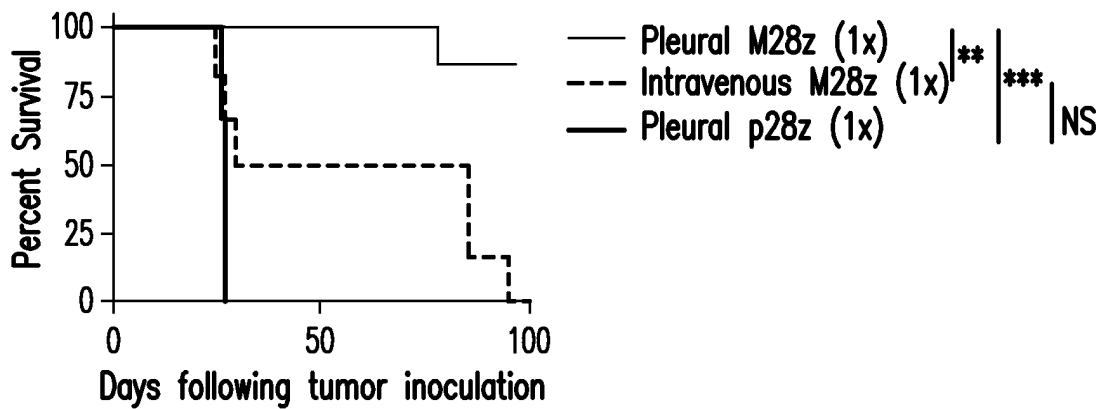 Percent Survival
100
75
50
25
0
0
50
100
Days following tumor inoculation
Pleural M28z (1x)
Intravenous M28z (1x)
Pleural p28z (1x)
**
***
NS